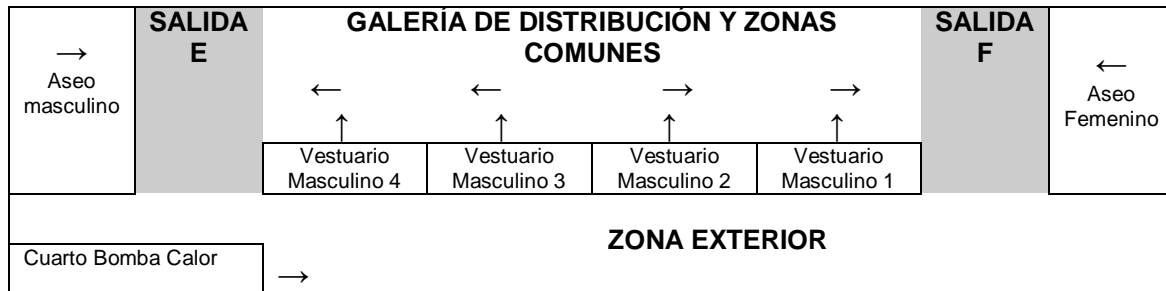 SALIDA
E
GALERÍA DE DISTRIBUCIÓN Y ZONAS
COMUNES
SALIDA
F
→
Aseo
masculino
←
Aseo
Femenino
← ← → →
↑ ↑ ↑ ↑
Vestuario
Masculino 4
Vestuario
Masculino 3
Vestuario
Masculino 2
Vestuario
Masculino 1
ZONA EXTERIOR
Cuarto Bomba Calor
→